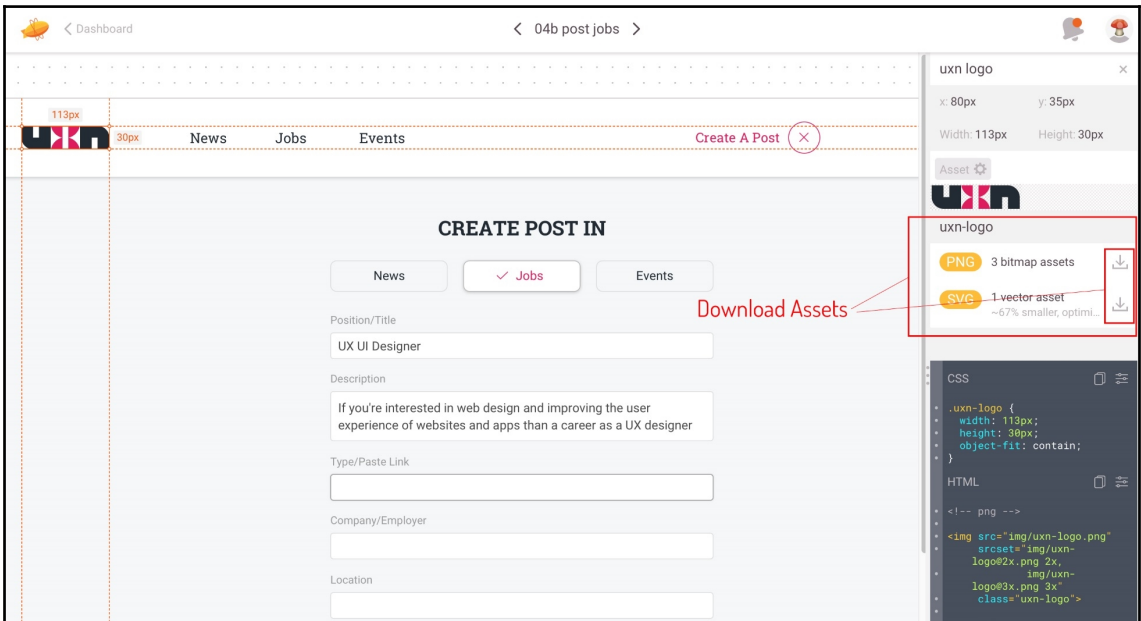 Dashboard
04b post jobs
uxn logo
x: 80px y: 35px
Width: 113px Height: 30px
Asset
113px
uxn
30px
News Jobs Events
Create A Post
uxn
uxn-logo
PNG 3 bitmap assets
SVG 1 vector asset
~67% smaller, optimi...
Download Assets
CREATE POST IN
News Jobs Events
Position/Title
UX UI Designer
Description
If you're interested in web design and improving the user
experience of websites and apps than a career as a UX designer
Type/Paste Link
Company/Employer
Location
CSS
.uxn-logo {
width: 113px;
height: 30px;
object-fit: contain;
}
HTML
<!-- png -->
<img src="img/uxn-logo.png"
srcset="img/uxn-
logo@2x.png 2x,
img/uxn-
logo@3x.png 3x"
class="uxn-logo">